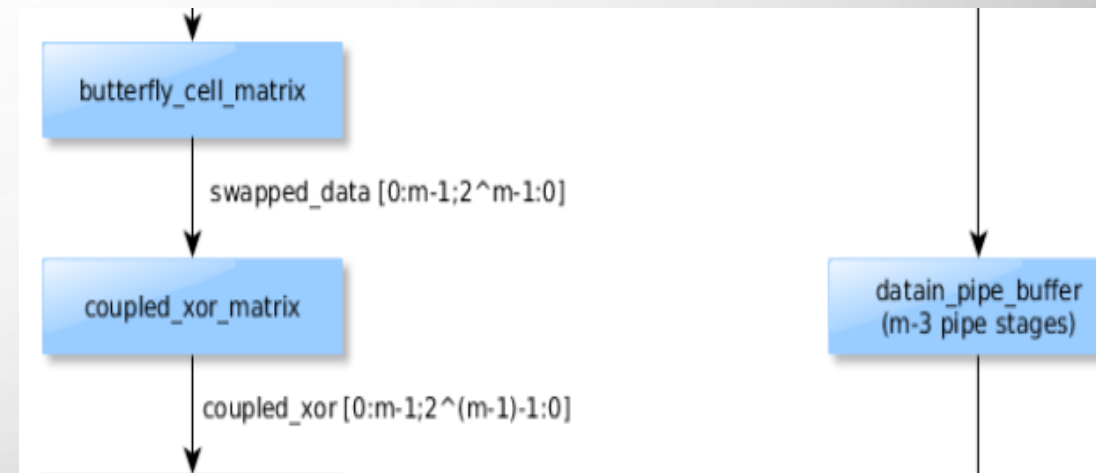 butterfly_cell_matrix
swapped_data [0:m-1;2^m-1:0]
coupled_xor_matrix
datain_pipe_buffer
(m-3 pipe stages)
coupled_xor [0:m-1;2^(m-1)-1:0]